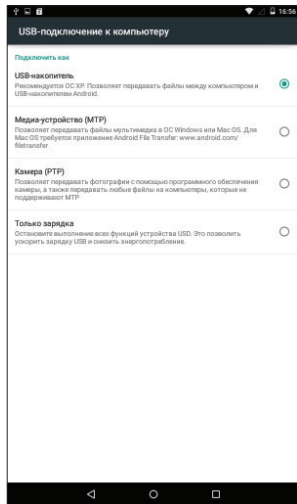 16:56
USB-подключение к компьютеру
Подключить как
USB-накопитель
Рекомендуется ОС XP. Позволяет передавать файлы между компьютером и
USB-накопителем Android.
Медиа-устройство (MTP)
Позволяет передавать файлы мультимедиа в ОС Windows или Mac OS. Для
Mac OS требуется приложение Android File Transfer: www.android.com/
filetransfer
Камера (PTP)
Позволяет передавать фотографии с помощью программного обеспечения
камеры, а также передавать любые файлы на компьютеры, которые не
поддерживают MTP
Только зарядка
Остановите выполнение всех функций устройства USD. Это позволить
ускорить зарядку USB и снизить энергопотребление.